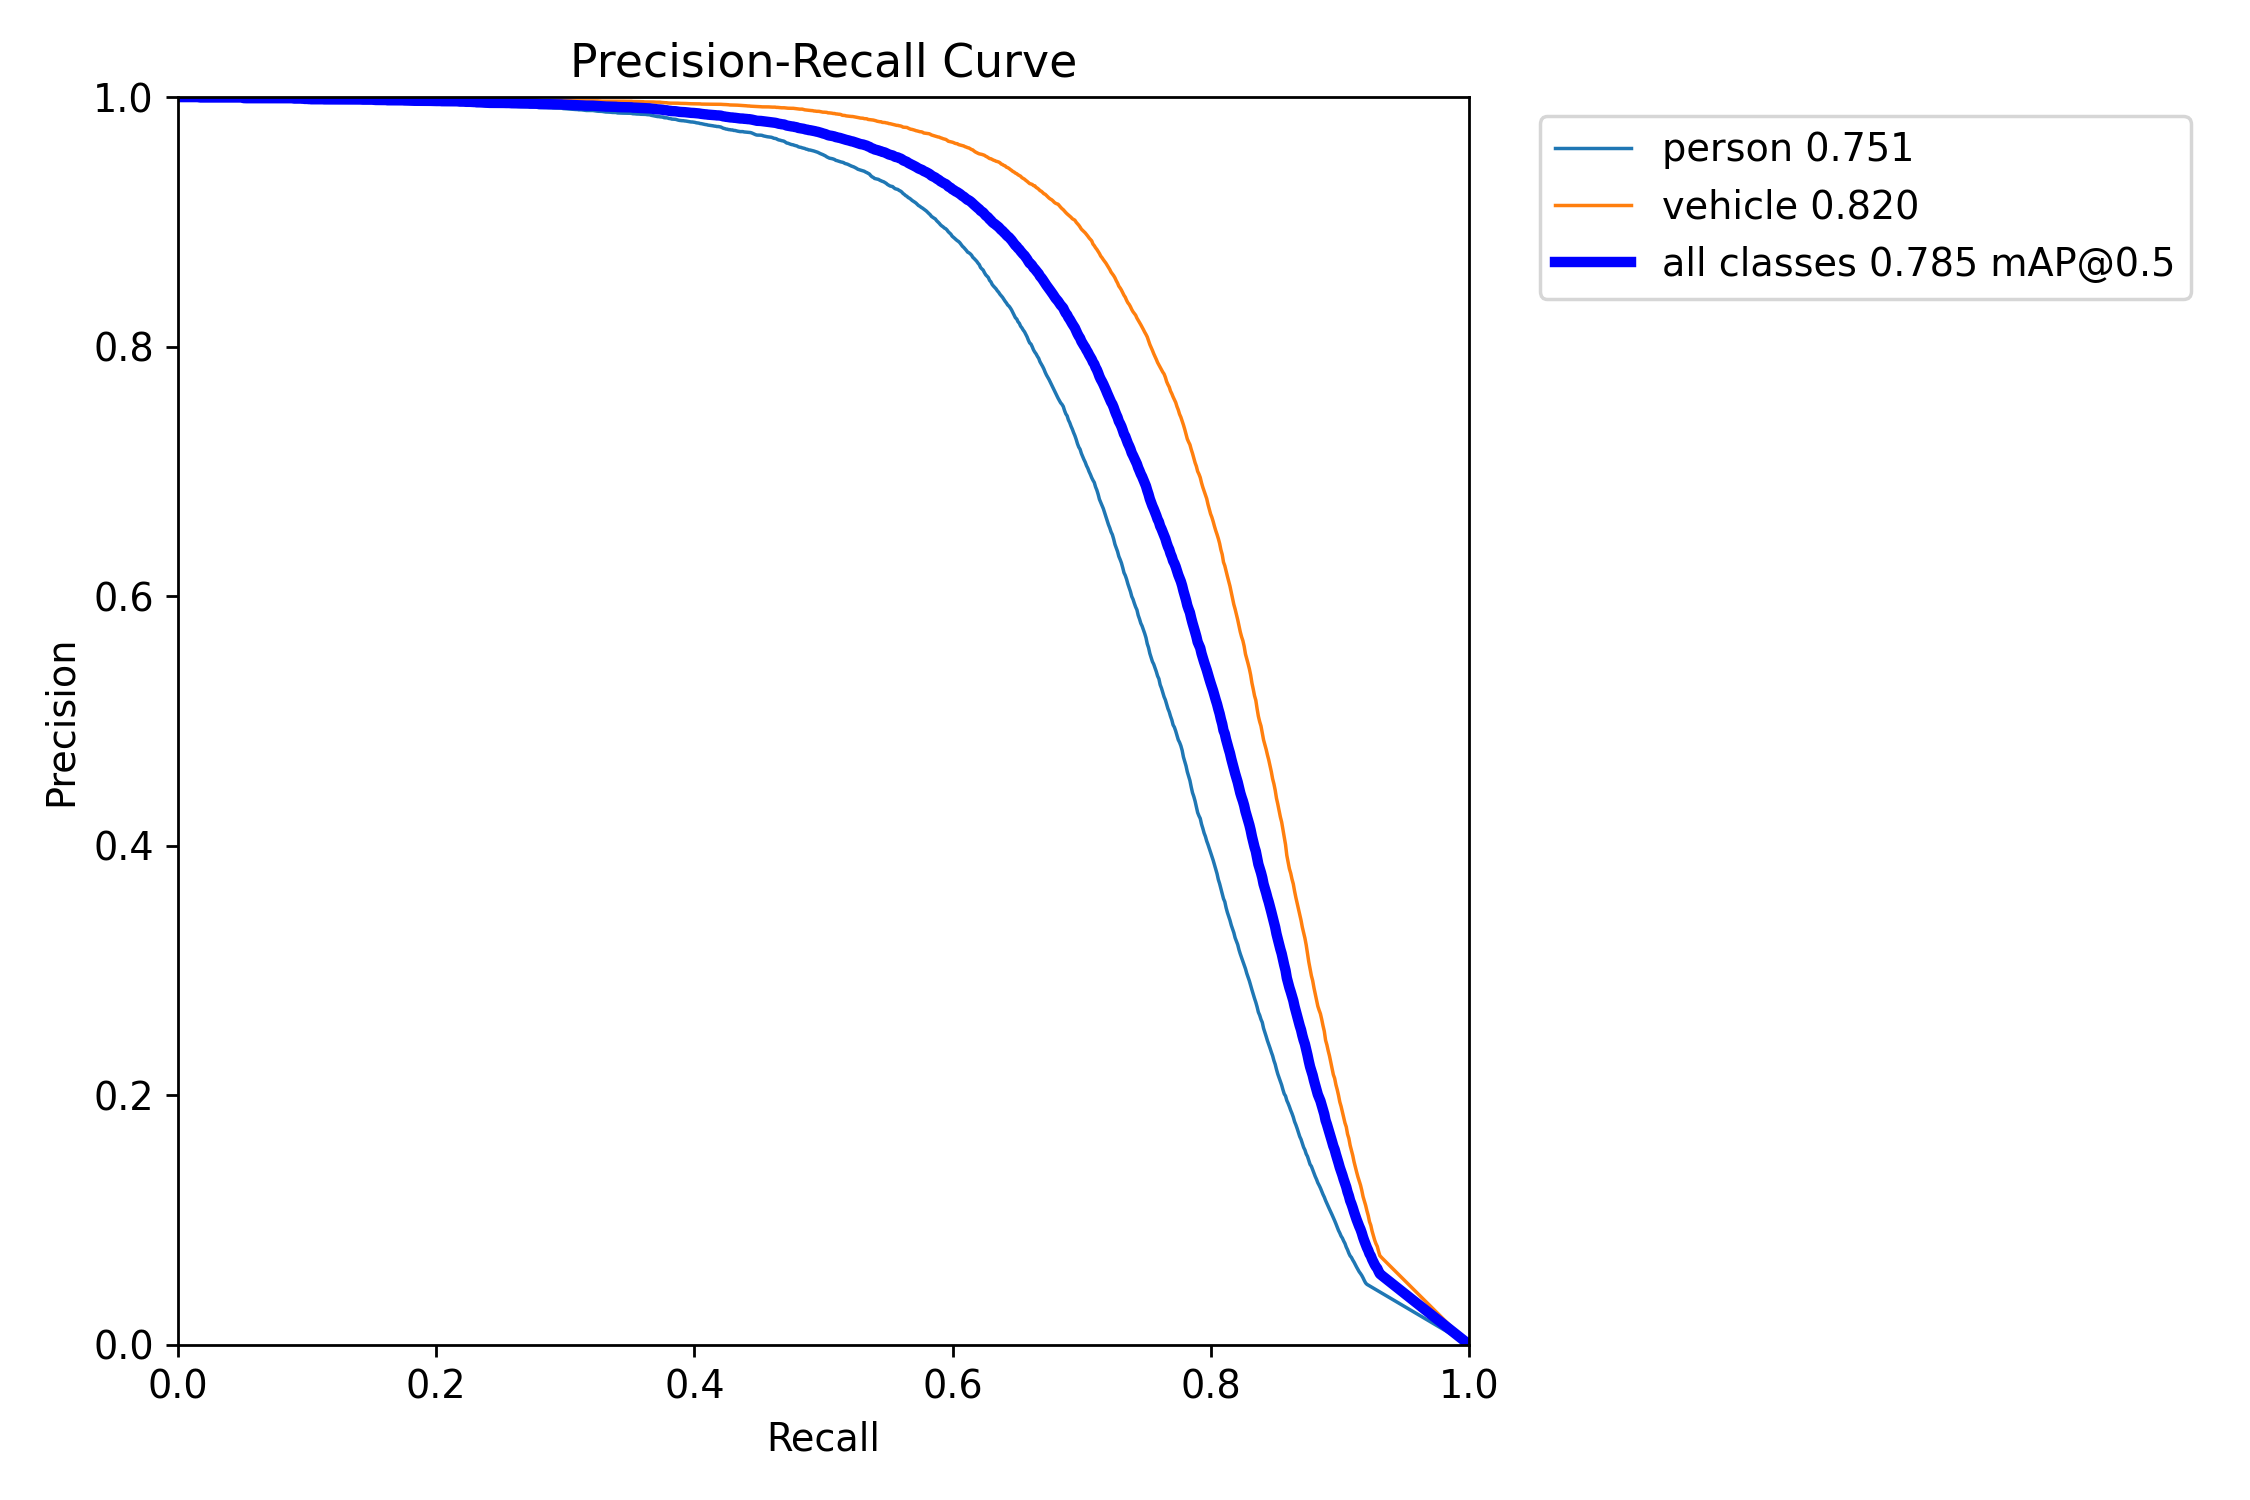 Precision-Recall Curve
person 0.751
vehicle 0.820
all classes 0.785 mAP@0.5
Precision
1.0
0.8
0.6
0.4
0.2
0.0
0.0 0.2 0.4 0.6 0.8 1.0
Recall